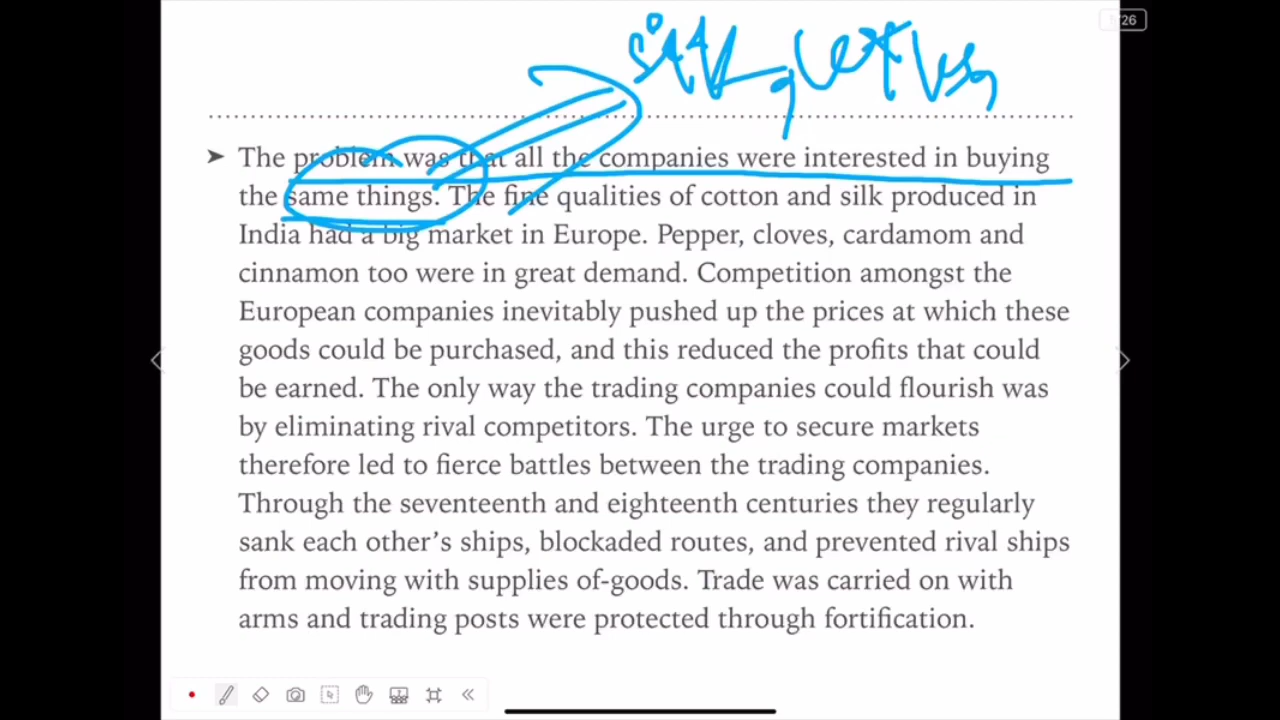 /26
silk, textiles,
➤ The problem was that all the companies were interested in buying
the same things. The fine qualities of cotton and silk produced in
India had a big market in Europe. Pepper, cloves, cardamom and
cinnamon too were in great demand. Competition amongst the
European companies inevitably pushed up the prices at which these
goods could be purchased, and this reduced the profits that could
be earned. The only way the trading companies could flourish was
by eliminating rival competitors. The urge to secure markets
therefore led to fierce battles between the trading companies.
Through the seventeenth and eighteenth centuries they regularly
sank each other’s ships, blockaded routes, and prevented rival ships
from moving with supplies of-goods. Trade was carried on with
arms and trading posts were protected through fortification.